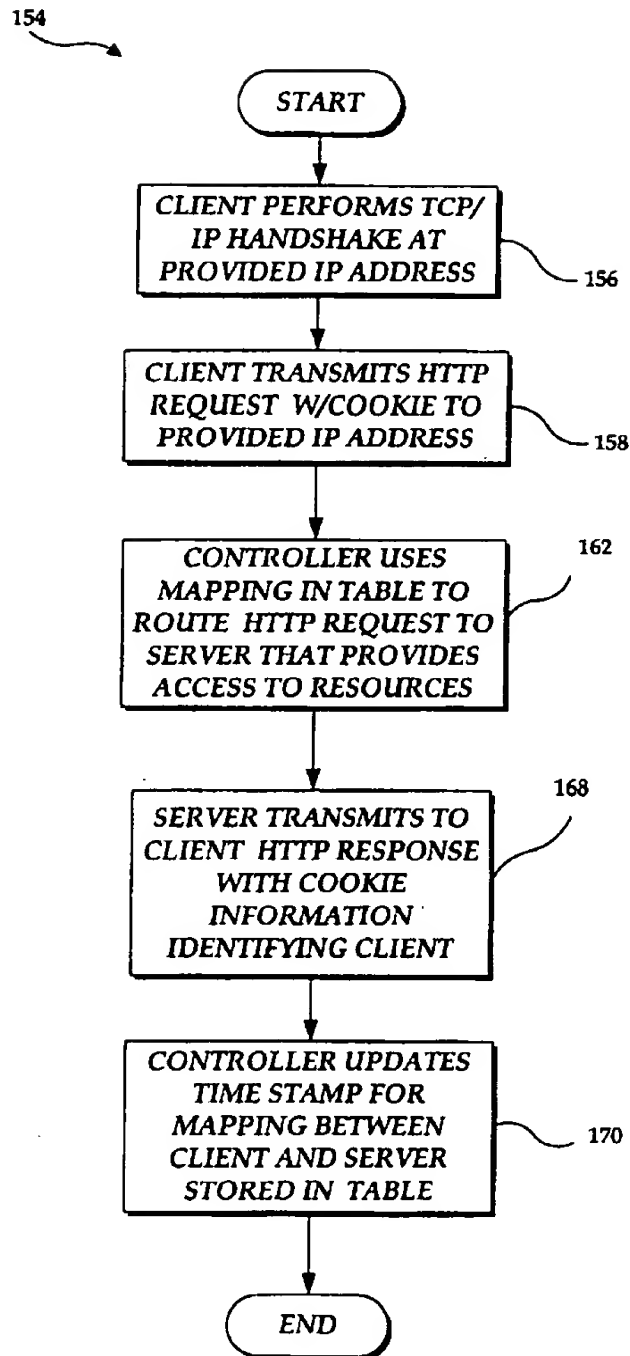 154
START
CLIENT PERFORMS TCP/
IP HANDSHAKE AT
PROVIDED IP ADDRESS
156
CLIENT TRANSMITS HTTP
REQUEST W/COOKIE TO
PROVIDED IP ADDRESS
158
162
CONTROLLER USES
MAPPING IN TABLE TO
ROUTE HTTP REQUEST TO
SERVER THAT PROVIDES
ACCESS TO RESOURCES
168
SERVER TRANSMITS TO
CLIENT HTTP RESPONSE
WITH COOKIE
INFORMATION
IDENTIFYING CLIENT
CONTROLLER UPDATES
TIME STAMP FOR
MAPPING BETWEEN
CLIENT AND SERVER
STORED IN TABLE
170
END